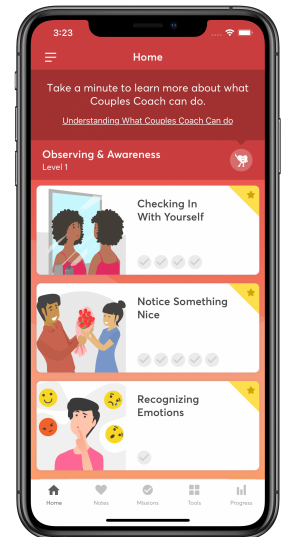 3:23
Home
Take a minute to learn more about what
Couples Coach can do.
Understanding What Couples Coach Can do
Observing & Awareness
Level 1
Checking In
With Yourself
Notice Something
Nice
Recognizing
Emotions
Home Notes Missions Tools Progress